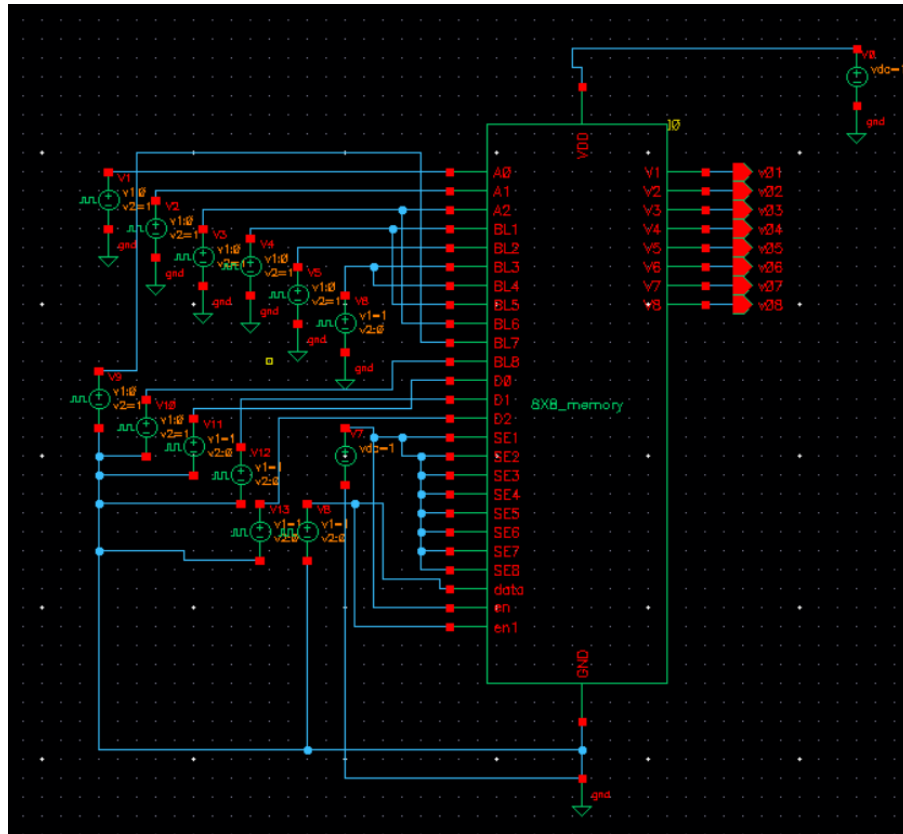 V0
vdc=1
gnd
I0
VDD
A0
A1
A2
BL1
BL2
BL3
BL4
BL5
BL6
BL7
BL8
D0
D1
D2
SE1
SE2
SE3
SE4
SE5
SE6
SE7
SE8
data
en
en1
8X8_memory
GND
gnd
V1
V2
V3
V4
V5
V6
V7
V8
v01
v02
v03
v04
v05
v06
v07
v08
V1
v1:0
v2=1
gnd
V2
v1:0
v2=1
gnd
V3
v1:0
v2=1
gnd
V4
v1:0
v2=1
gnd
V5
v1:0
v2=1
gnd
V6
v1=1
v2:0
gnd
V9
v1:0
v2=1
V10
v1:0
v2=1
V11
v1=1
v2:0
V12
v1=1
v2:0
V7
vdc=1
V13
v1=1
v2:0
V8
v1=1
v2:0